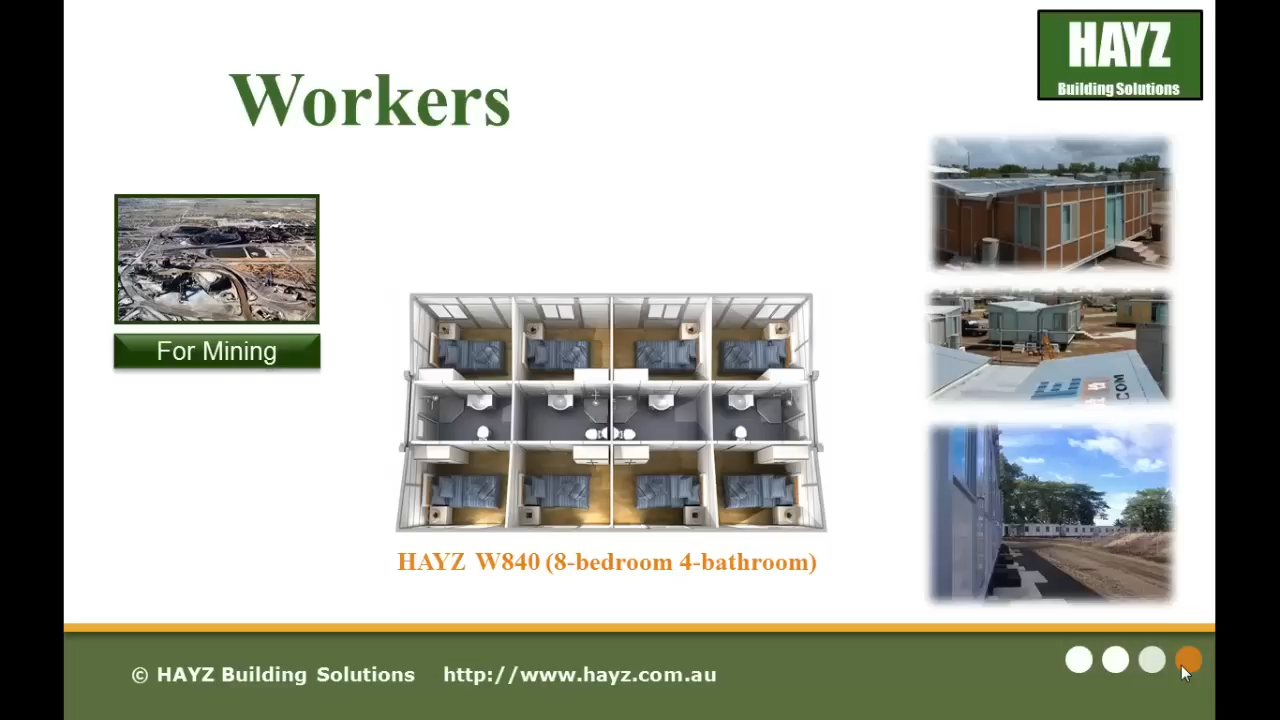 HAYZ
Building Solutions
Workers
For Mining
COM
HAYZ W840 (8-bedroom 4-bathroom)
© HAYZ Building Solutions http://www.hayz.com.au